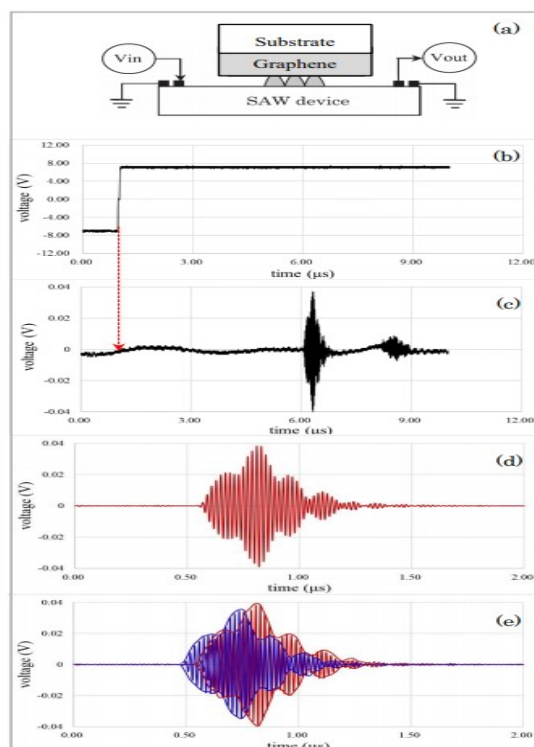 (a)
Substrate
Graphene
Vin
Vout
SAW device
(b)
voltage (V)
12.00
8.00
4.00
0.00
-4.00
-8.00
-12.00
0.00 3.00 6.00 9.00 12.00
time (μs)
(c)
voltage (V)
0.04
0.02
0
-0.02
-0.04
0.00 3.00 6.00 9.00 12.00
time (μs)
(d)
voltage (V)
0.04
0.02
0
-0.02
-0.04
0.00 0.50 1.00 1.50 2.00
time (μs)
(e)
voltage (V)
0.04
0.02
0
-0.02
-0.04
0.00 0.50 1.00 1.50 2.00
time (μs)